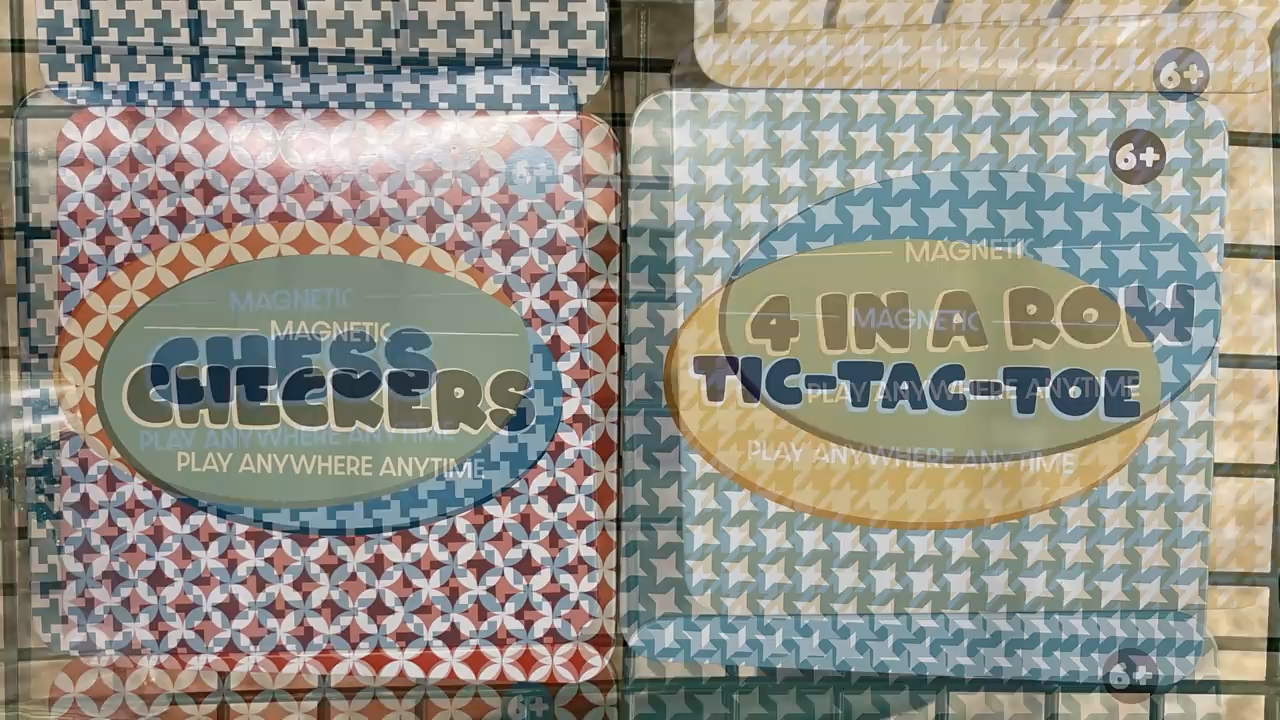 6+
6+
6+
MAGNETIC
MAGNETIC
CHESS
CHECKERS
PLAY ANYWHERE ANYTIME
PLAY ANYWHERE ANYTIME
6+
MAGNETIC
4 IN A ROW
MAGNETIC
TIC-TAC-TOE
PLAY ANYWHERE ANYTIME
PLAY ANYWHERE ANYTIME
6+
6+